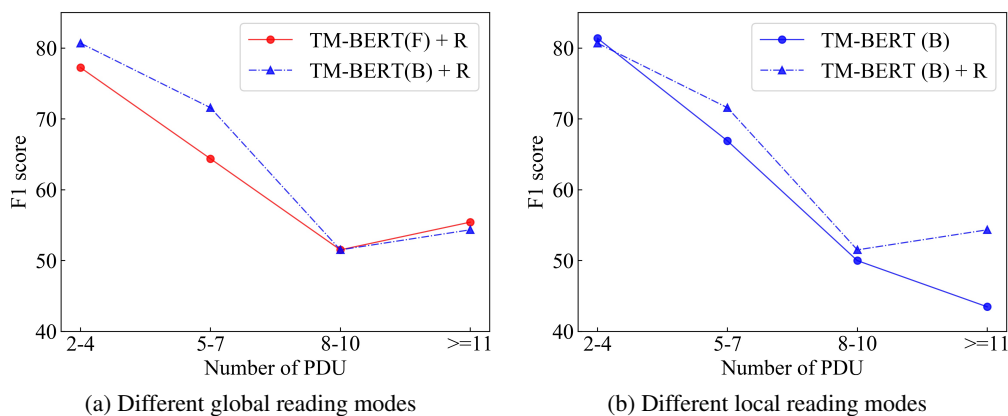 TM-BERT(F) + R
TM-BERT(B) + R
F1 score
80
70
60
50
40
2-4
5-7
8-10
>=11
Number of PDU
(a) Different global reading modes
TM-BERT (B)
TM-BERT (B) + R
F1 score
80
70
60
50
40
2-4
5-7
8-10
>=11
Number of PDU
(b) Different local reading modes